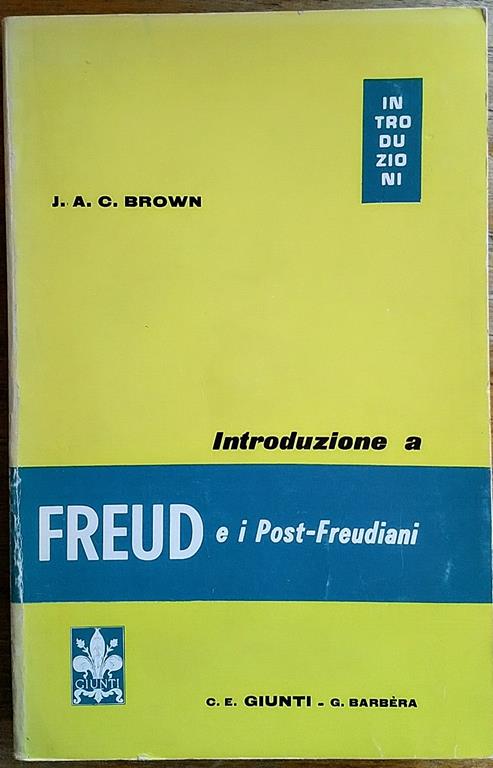 IN
TRO
DU
ZIO
NI
J. A. C. BROWN
Introduzione a
FREUD e i Post-Freudiani
GIUNTI
C. E. GIUNTI - G. BARBÈRA